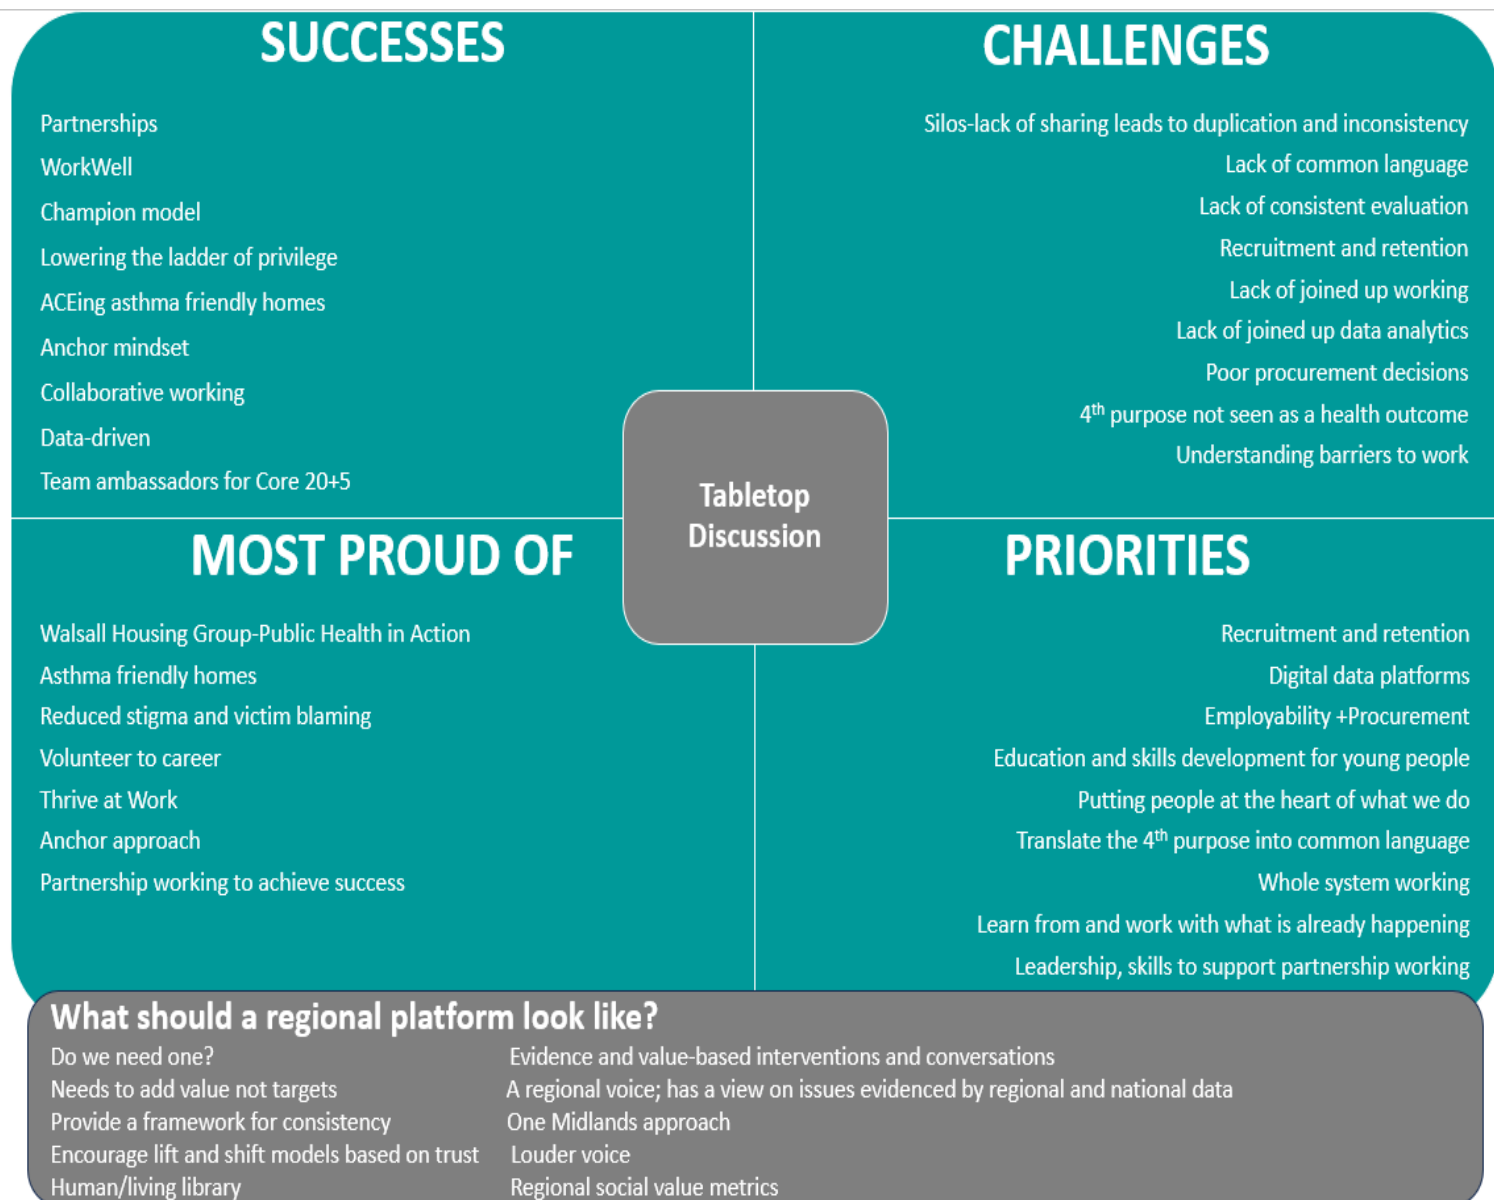 SUCCESSES
Partnerships
WorkWell
Champion model
Lowering the ladder of privilege
ACEing asthma friendly homes
Anchor mindset
Collaborative working
Data-driven
Team ambassadors for Core 20+5
CHALLENGES
Silos-lack of sharing leads to duplication and inconsistency
Lack of common language
Lack of consistent evaluation
Recruitment and retention
Lack of joined up working
Lack of joined up data analytics
Poor procurement decisions
4th purpose not seen as a health outcome
Understanding barriers to work
Tabletop
Discussion
MOST PROUD OF
Walsall Housing Group-Public Health in Action
Asthma friendly homes
Reduced stigma and victim blaming
Volunteer to career
Thrive at Work
Anchor approach
Partnership working to achieve success
PRIORITIES
Recruitment and retention
Digital data platforms
Employability +Procurement
Education and skills development for young people
Putting people at the heart of what we do
Translate the 4th purpose into common language
Whole system working
Learn from and work with what is already happening
Leadership, skills to support partnership working
What should a regional platform look like?
Do we need one?
Needs to add value not targets
Provide a framework for consistency
Encourage lift and shift models based on trust
Human/living library
Evidence and value-based interventions and conversations
A regional voice; has a view on issues evidenced by regional and national data
One Midlands approach
Louder voice
Regional social value metrics